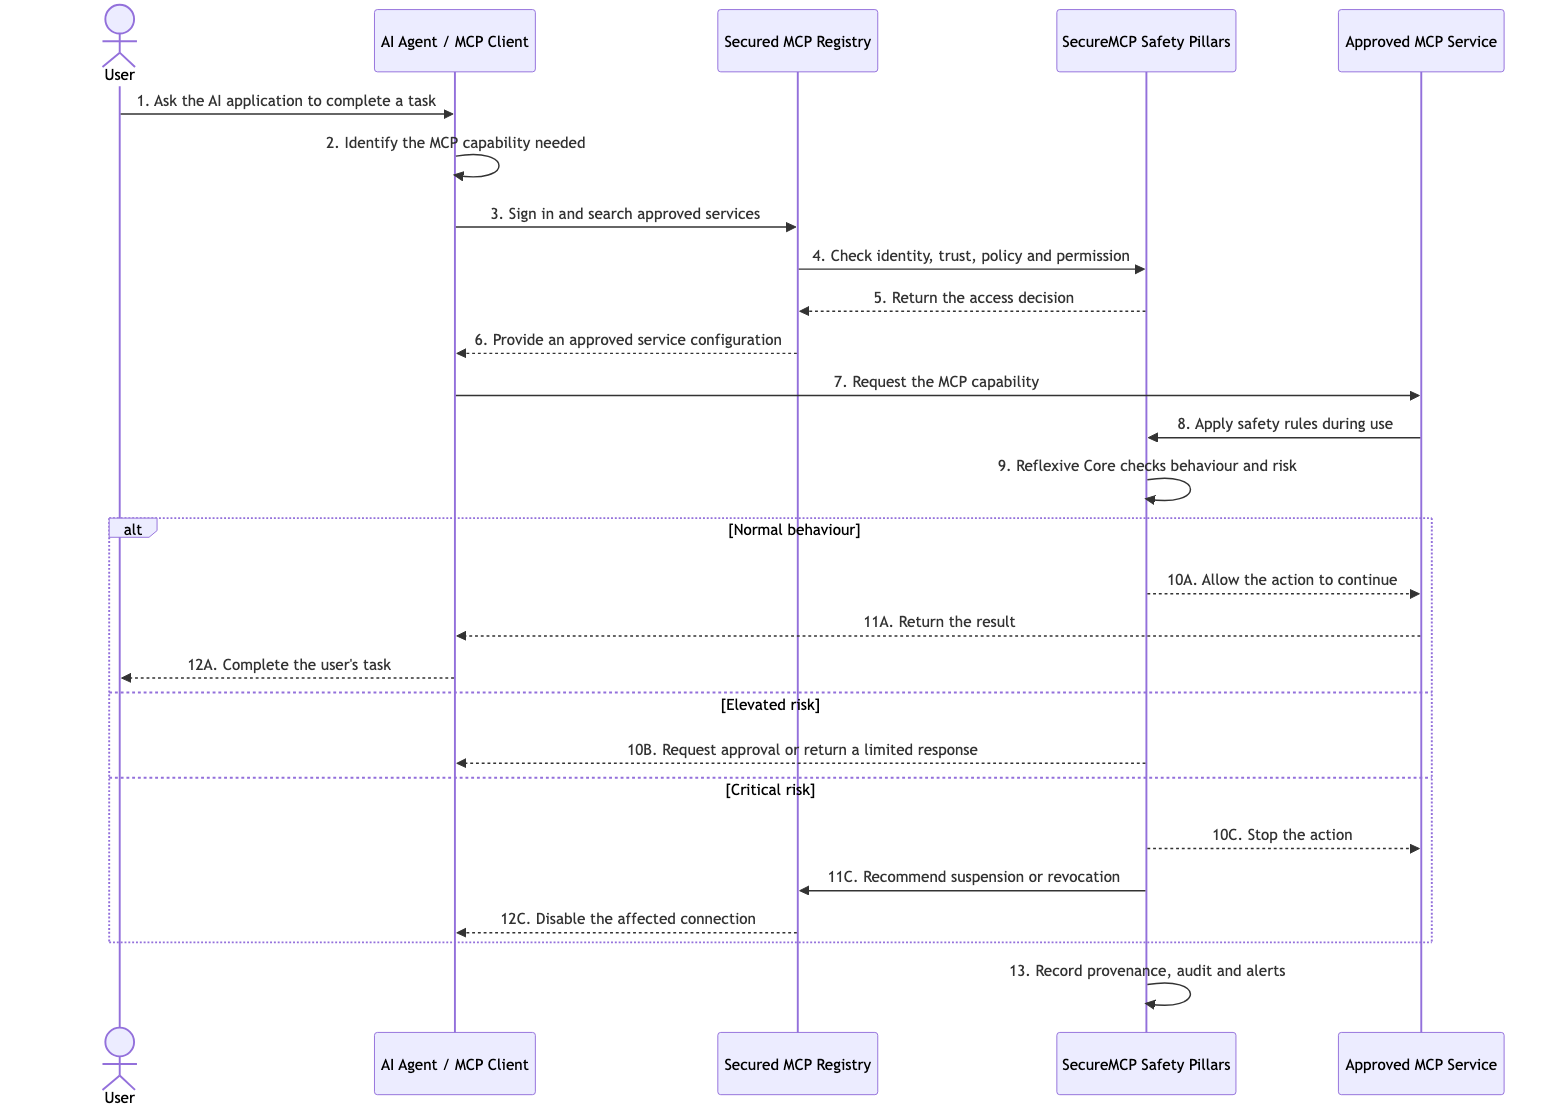 User
AI Agent / MCP Client
Secured MCP Registry
SecureMCP Safety Pillars
Approved MCP Service
1. Ask the AI application to complete a task
2. Identify the MCP capability needed
3. Sign in and search approved services
4. Check identity, trust, policy and permission
5. Return the access decision
6. Provide an approved service configuration
7. Request the MCP capability
8. Apply safety rules during use
9. Reflexive Core checks behaviour and risk
alt
[Normal behaviour]
10A. Allow the action to continue
11A. Return the result
12A. Complete the user's task
[Elevated risk]
10B. Request approval or return a limited response
[Critical risk]
10C. Stop the action
11C. Recommend suspension or revocation
12C. Disable the affected connection
13. Record provenance, audit and alerts
User
AI Agent / MCP Client
Secured MCP Registry
SecureMCP Safety Pillars
Approved MCP Service